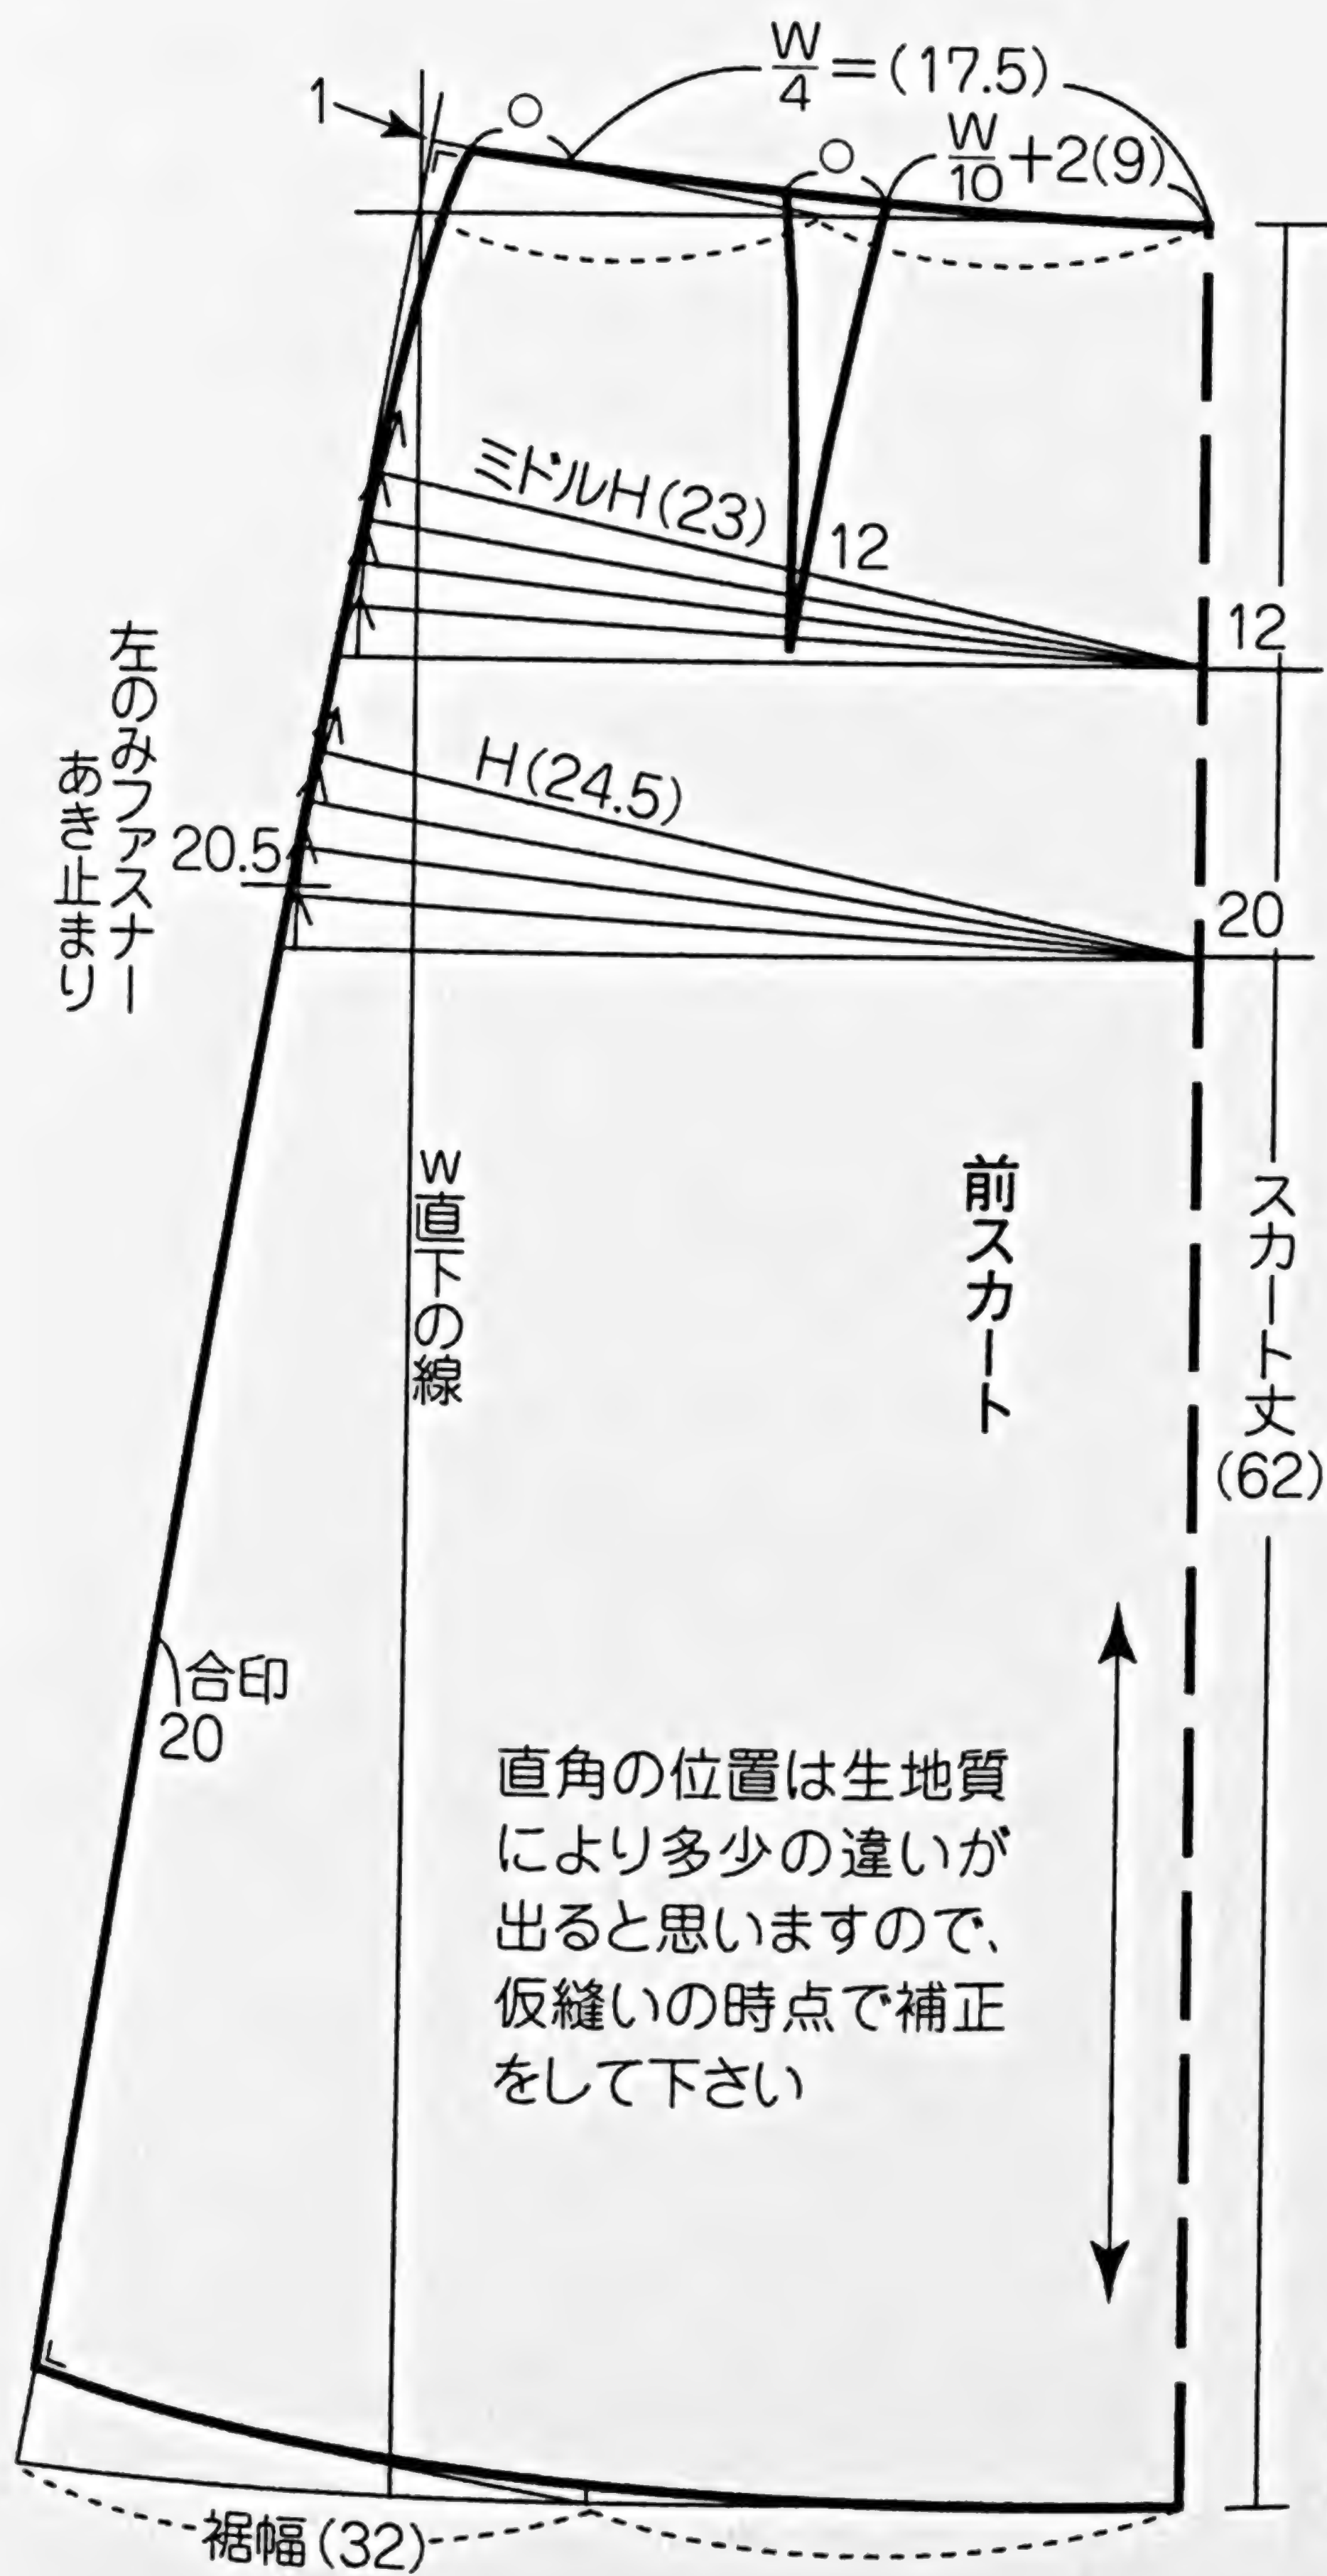 W/4=(17.5)
1
○
○
W/10+2(9)
ミドルH(23)
12
12
左のみファスナー
あき止まり
20.5
H(24.5)
20
W直下の線
前スカート
スカート丈
(62)
合印
20
直角の位置は生地質
により多少の違いが
出ると思いますので、
仮縫いの時点で補正
をして下さい
裾幅(32)